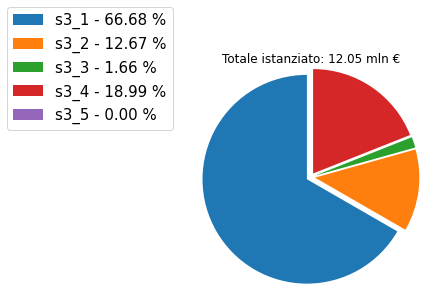 s3_1 - 66.68 %
s3_2 - 12.67 %
s3_3 - 1.66 %
s3_4 - 18.99 %
s3_5 - 0.00 %
Totale istanziato: 12.05 mln €